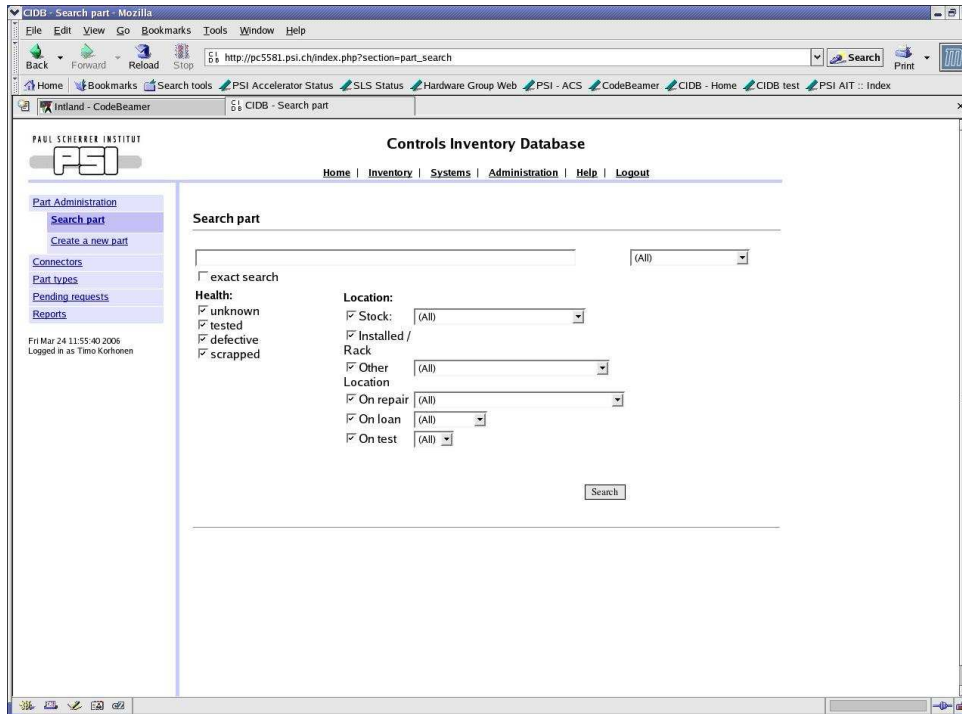 CIDB - Search part - Mozilla
File Edit View Go Bookmarks Tools Window Help
Back Forward Reload Stop http://pc5581.psi.ch/index.php?section=part_search Search Print
Home Bookmarks Search tools PSI Accelerator Status SLS Status Hardware Group Web PSI - ACS CodeBeamer CIDB - Home CIDB test PSI AIT :: Index
Intland - CodeBeamer CIDB - Search part
PAUL SCHERRER INSTITUT
PSI
Controls Inventory Database
Home | Inventory | Systems | Administration | Help | Logout
Part Administration
Search part
Create a new part
Connectors
Part types
Pending requests
Reports
Fri Mar 24 11:55:40 2006
Logged in as Timo Korhonen
Search part
(All)
exact search
Health:
unknown
tested
defective
scrapped
Location:
Stock: (All)
Installed /
Rack
Other (All)
Location
On repair (All)
On loan (All)
On test (All)
Search